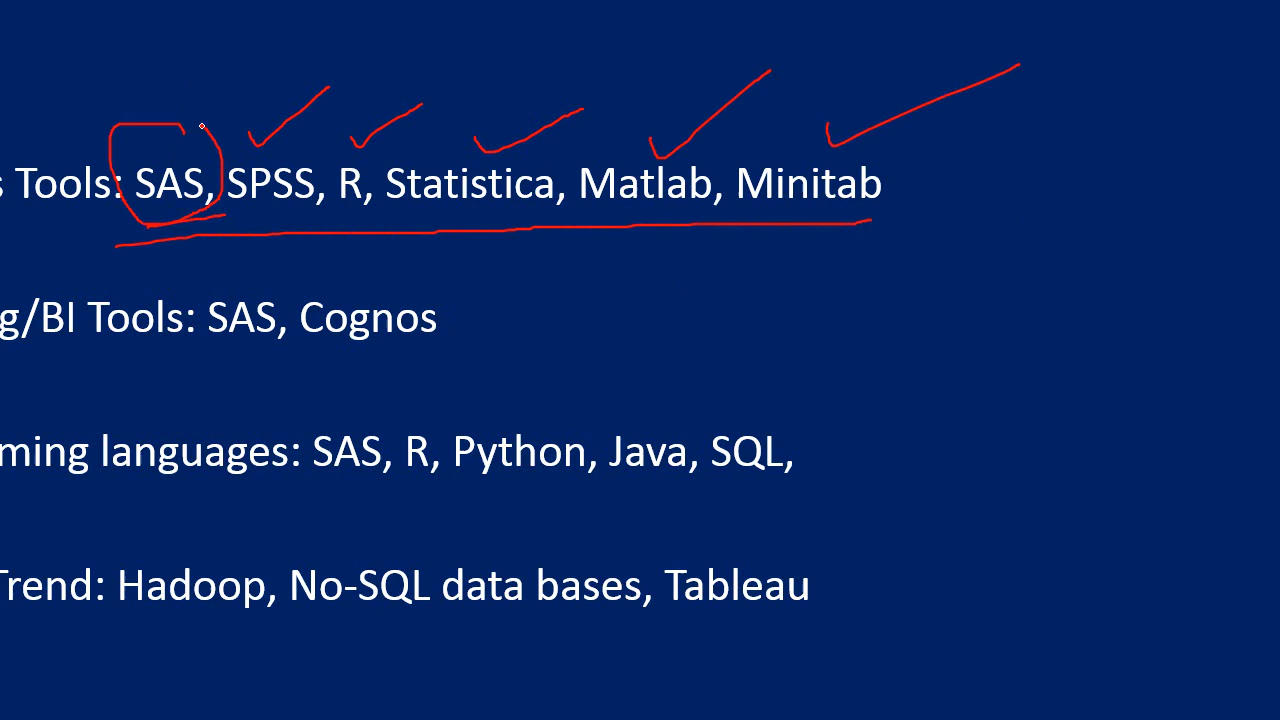 s Tools: SAS, SPSS, R, Statistica, Matlab, Minitab
g/BI Tools: SAS, Cognos
ming languages: SAS, R, Python, Java, SQL,
Trend: Hadoop, No-SQL data bases, Tableau